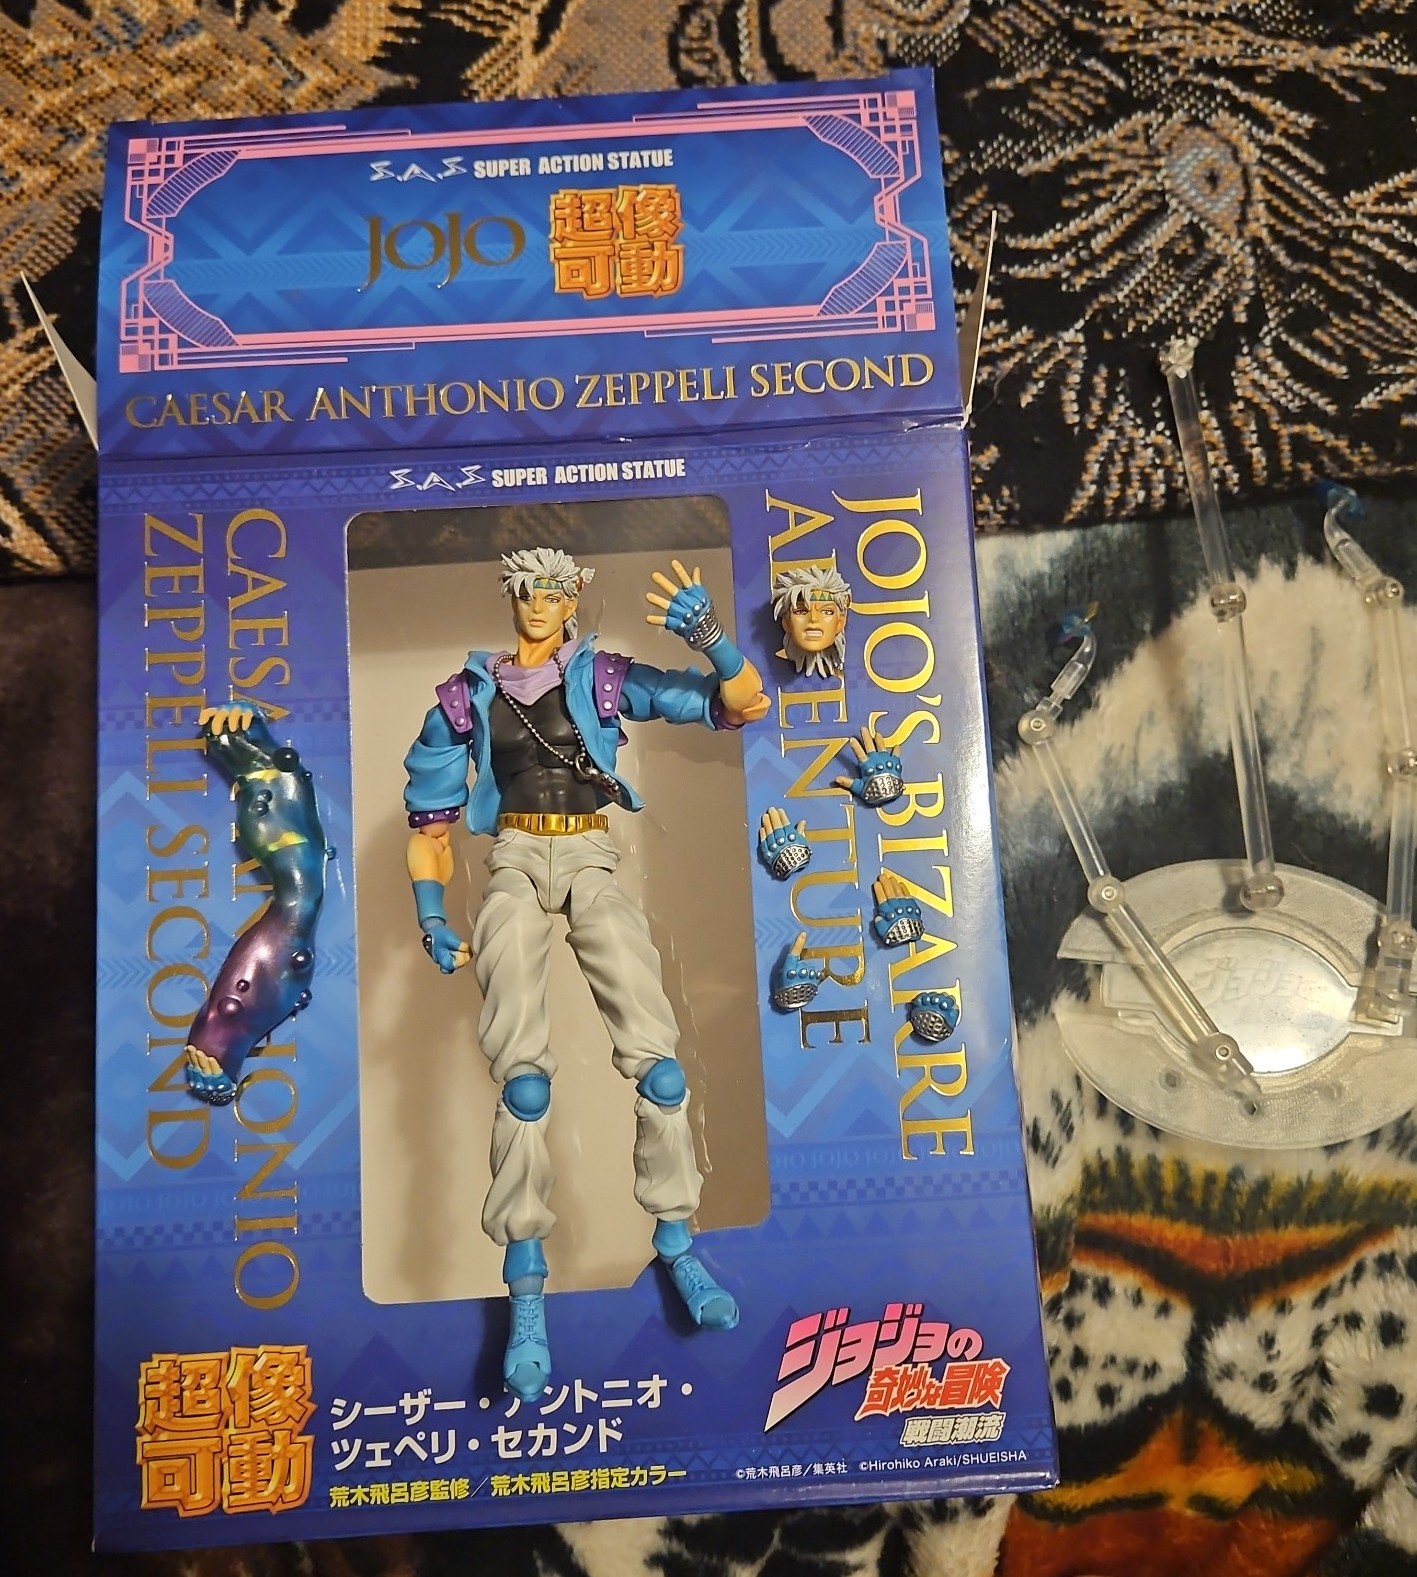 S.A.S SUPER ACTION STATUE
JOJO
超像
可動
CAESAR ANTHONIO ZEPPELI SECOND
S.A.S SUPER ACTION STATUE
CAESAR ANTHONIO
ZEPPELI SECOND
JOJO'S BIZARRE
ADVENTURE
超像
可動
シーザー・アントニオ・
ツェペリ・セカンド
荒木飛呂彦監修／荒木飛呂彦指定カラー
ジョジョの
奇妙な冒険
戦闘潮流
©荒木飛呂彦／集英社 ©Hirohiko Araki/SHUEISHA